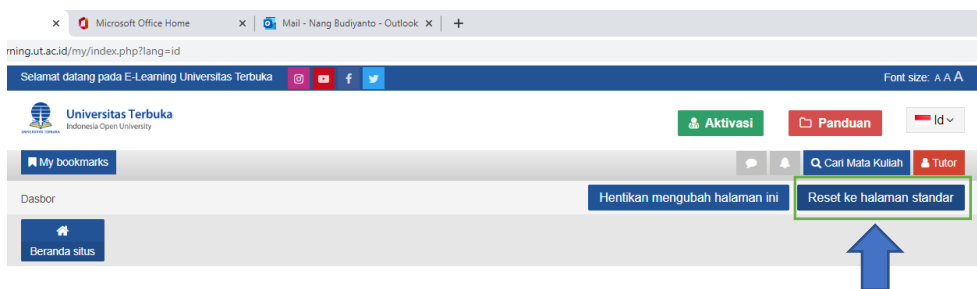 Microsoft Office Home
Mail - Nang Budiyanto - Outlook
rning.ut.ac.id/my/index.php?lang=id
Selamat datang pada E-Learning Universitas Terbuka
Font size: A A A
Universitas Terbuka
Indonesia Open University
UNIVERSITAS TERBUKA
Aktivasi
Panduan
Id
My bookmarks
Cari Mata Kuliah
Tutor
Dasbor
Hentikan mengubah halaman ini
Reset ke halaman standar
Beranda situs